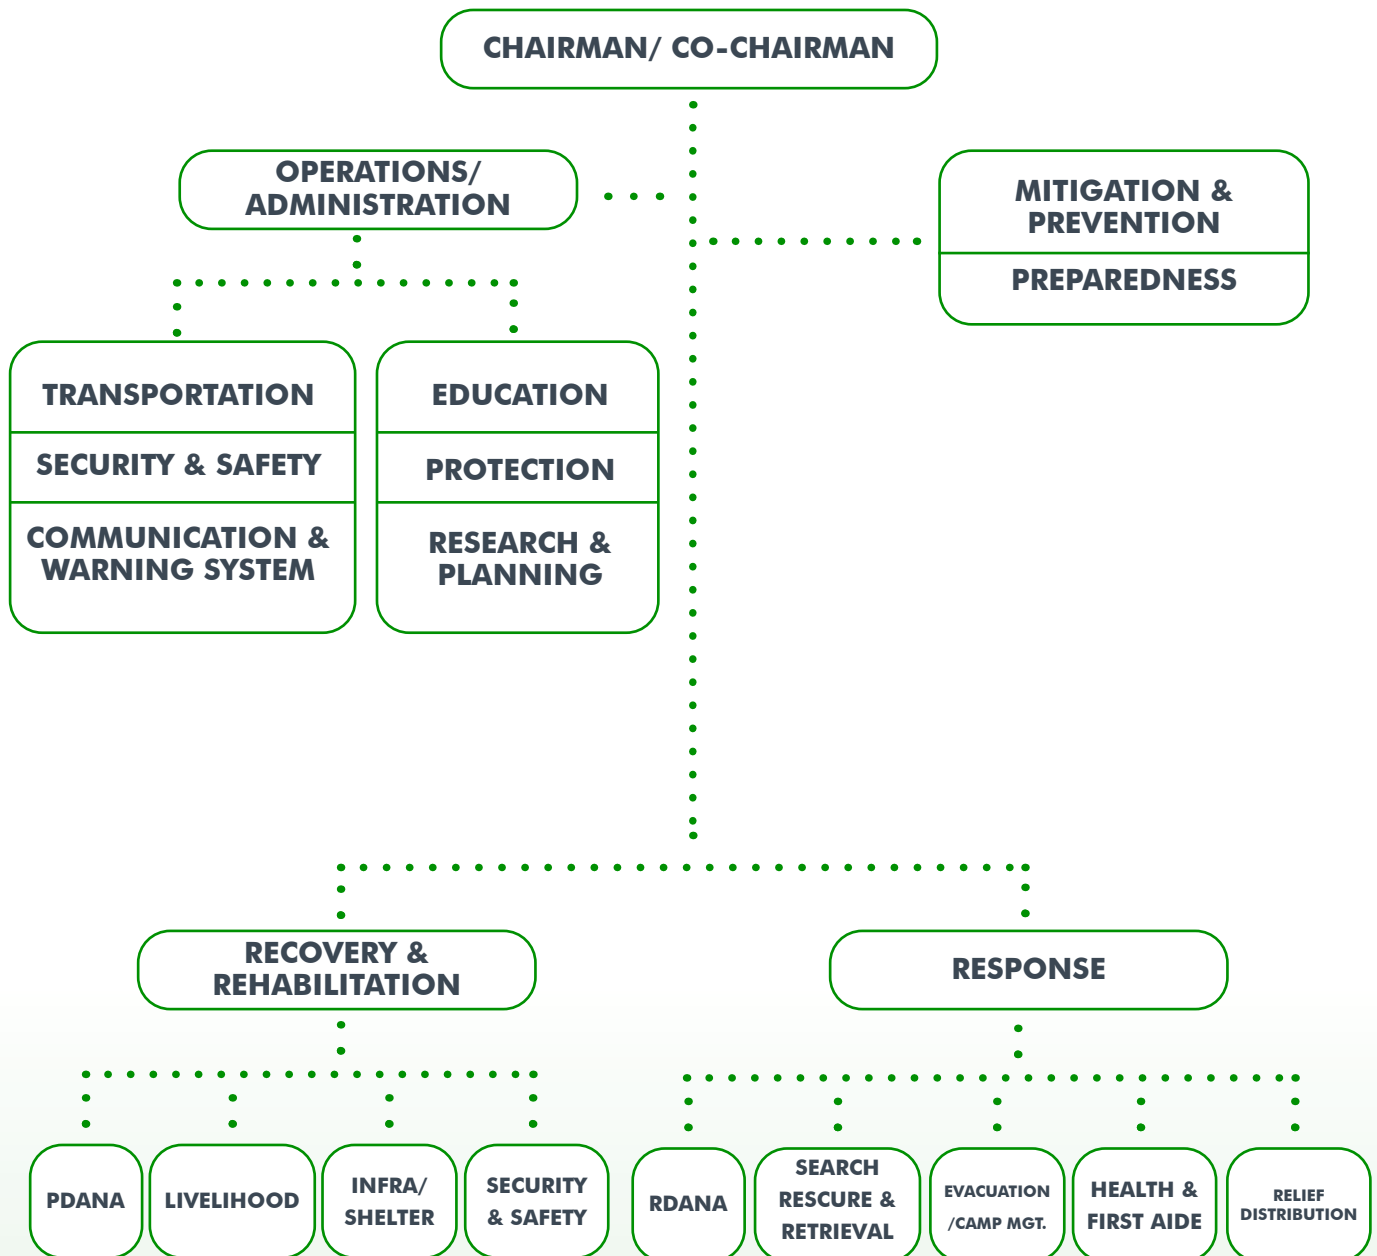 CHAIRMAN/ CO-CHAIRMAN
OPERATIONS/
ADMINISTRATION
MITIGATION &
PREVENTION
PREPAREDNESS
TRANSPORTATION
SECURITY & SAFETY
COMMUNICATION &
WARNING SYSTEM
EDUCATION
PROTECTION
RESEARCH &
PLANNING
RECOVERY &
REHABILITATION
RESPONSE
PDANA
LIVELIHOOD
INFRA/
SHELTER
SECURITY
& SAFETY
RDANA
SEARCH
RESCURE &
RETRIEVAL
EVACUATION
/CAMP MGT.
HEALTH &
FIRST AIDE
RELIEF
DISTRIBUTION